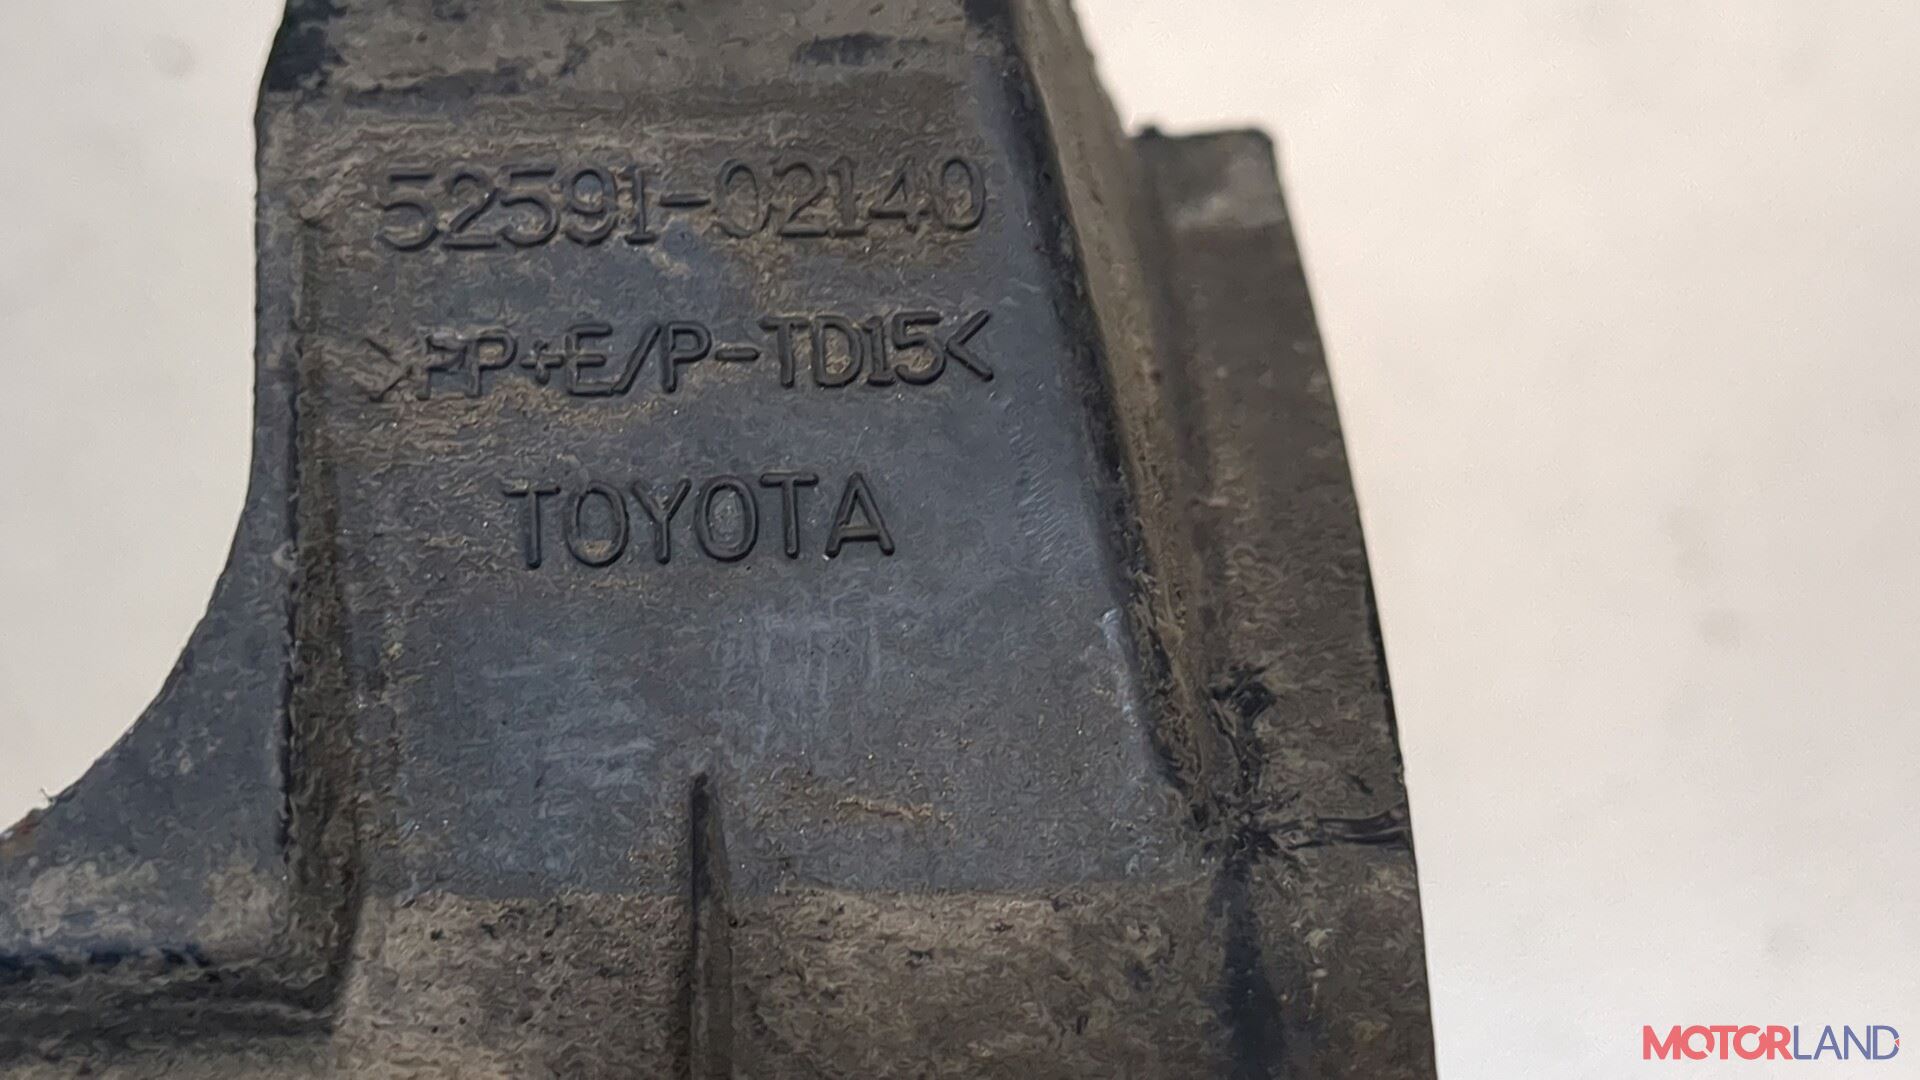 52591-02140
>PP+E/P-TD15<
TOYOTA
MOTORLAND